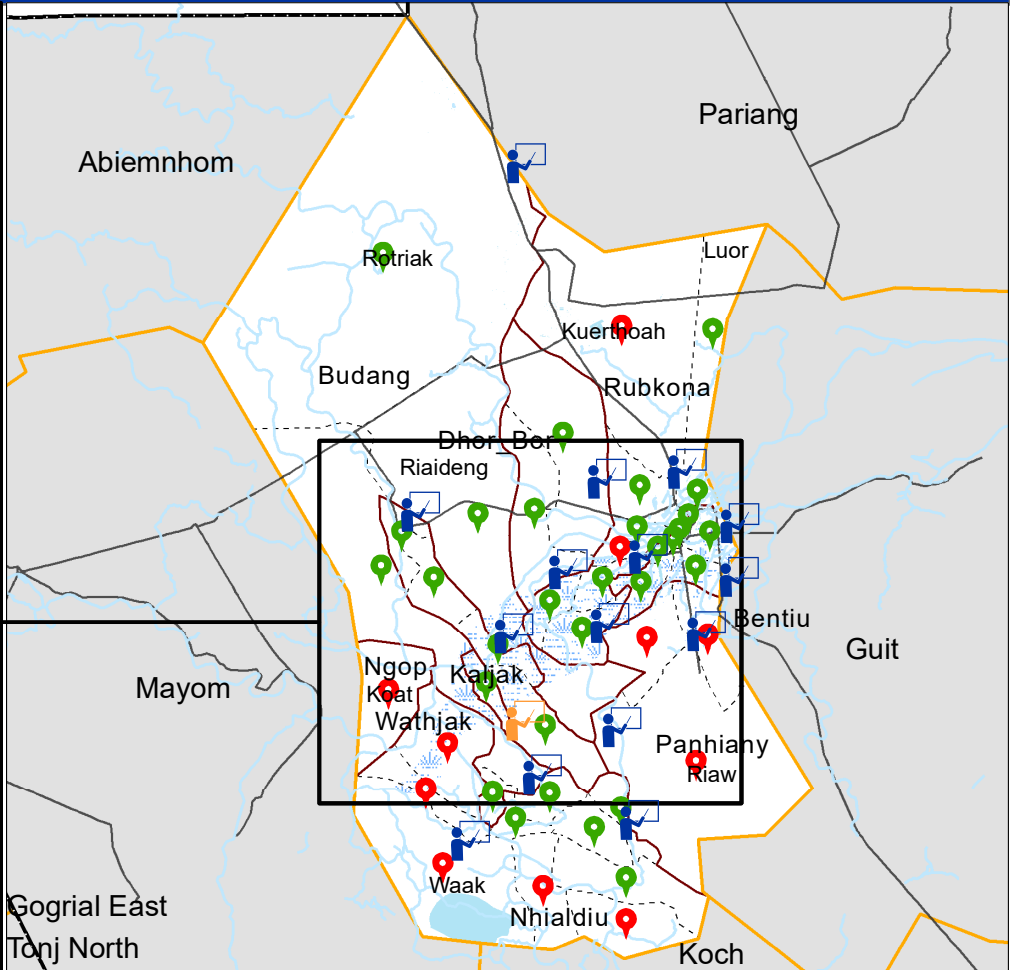 Pariang
Abiemnhom
Luor
Rotriak
Kuerthoah
Budang
Rubkona
Dhor_Bor
Riaideng
Bentiu
Guit
Ngop
Kaljak
Mayom
Koat
Wathjak
Panhiany
Riaw
Waak
Gogrial East
Nhialdiu
Tonj North
Koch